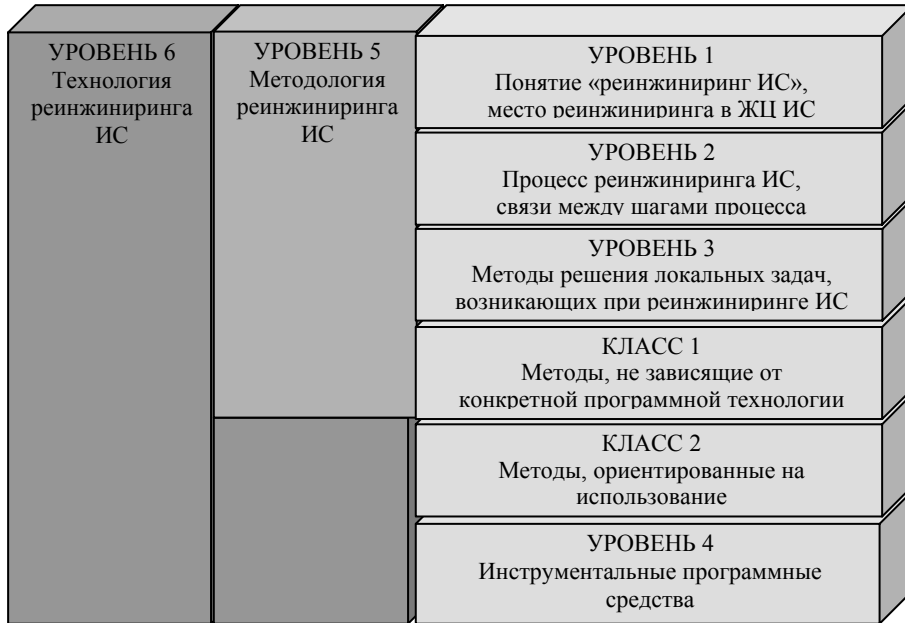 УРОВЕНЬ 6
Технология
реинжиниринга
ИС
УРОВЕНЬ 5
Методология
реинжиниринга
ИС
УРОВЕНЬ 1
Понятие «реинжиниринг ИС»,
место реинжиниринга в ЖЦ ИС
УРОВЕНЬ 2
Процесс реинжиниринга ИС,
связи между шагами процесса
УРОВЕНЬ 3
Методы решения локальных задач,
возникающих при реинжиниринге ИС
КЛАСС 1
Методы, не зависящие от
конкретной программной технологии
КЛАСС 2
Методы, ориентированные на
использование
УРОВЕНЬ 4
Инструментальные программные
средства